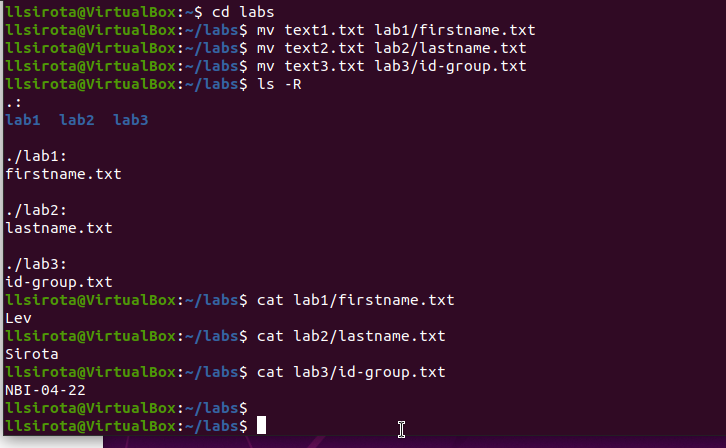 llsirota@VirtualBox:~$ cd labs
llsirota@VirtualBox:~/labs$ mv text1.txt lab1/firstname.txt
llsirota@VirtualBox:~/labs$ mv text2.txt lab2/lastname.txt
llsirota@VirtualBox:~/labs$ mv text3.txt lab3/id-group.txt
llsirota@VirtualBox:~/labs$ ls -R
.:
lab1  lab2  lab3
./lab1:
firstname.txt
./lab2:
lastname.txt
./lab3:
id-group.txt
llsirota@VirtualBox:~/labs$ cat lab1/firstname.txt
Lev
llsirota@VirtualBox:~/labs$ cat lab2/lastname.txt
Sirota
llsirota@VirtualBox:~/labs$ cat lab3/id-group.txt
NBI-04-22
llsirota@VirtualBox:~/labs$
llsirota@VirtualBox:~/labs$